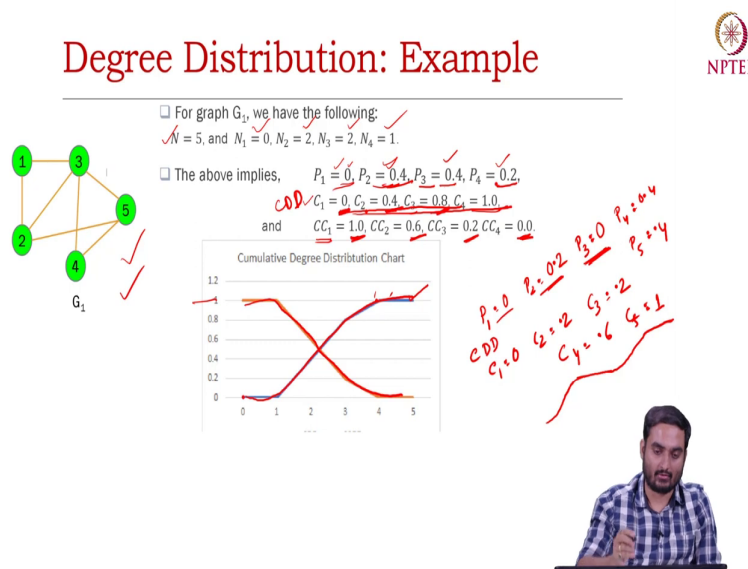 Degree Distribution: Example
NPTE
For graph G₁, we have the following:
N = 5, and N₁ = 0, N₂ = 2, N₃ = 2, N₄ = 1.
The above implies, P₁ = 0, P₂ = 0.4, P₃ = 0.4, P₄ = 0.2,
CDD C₁ = 0, C₂ = 0.4, C₃ = 0.8, C₄ = 1.0,
and CC₁ = 1.0, CC₂ = 0.6, CC₃ = 0.2 CC₄ = 0.0.
1
3
5
2
4
G₁
Cumulative Degree Distribtution Chart
1.2
1
0.8
0.6
0.4
0.2
0
0 1 2 3 4 5
P₁=0 P₂=0.2 P₃=0 P₄=0.4
P₅=.4
CDD
C₁=0 C₂=.2 C₃=.2
C₄=.6 C₅=1